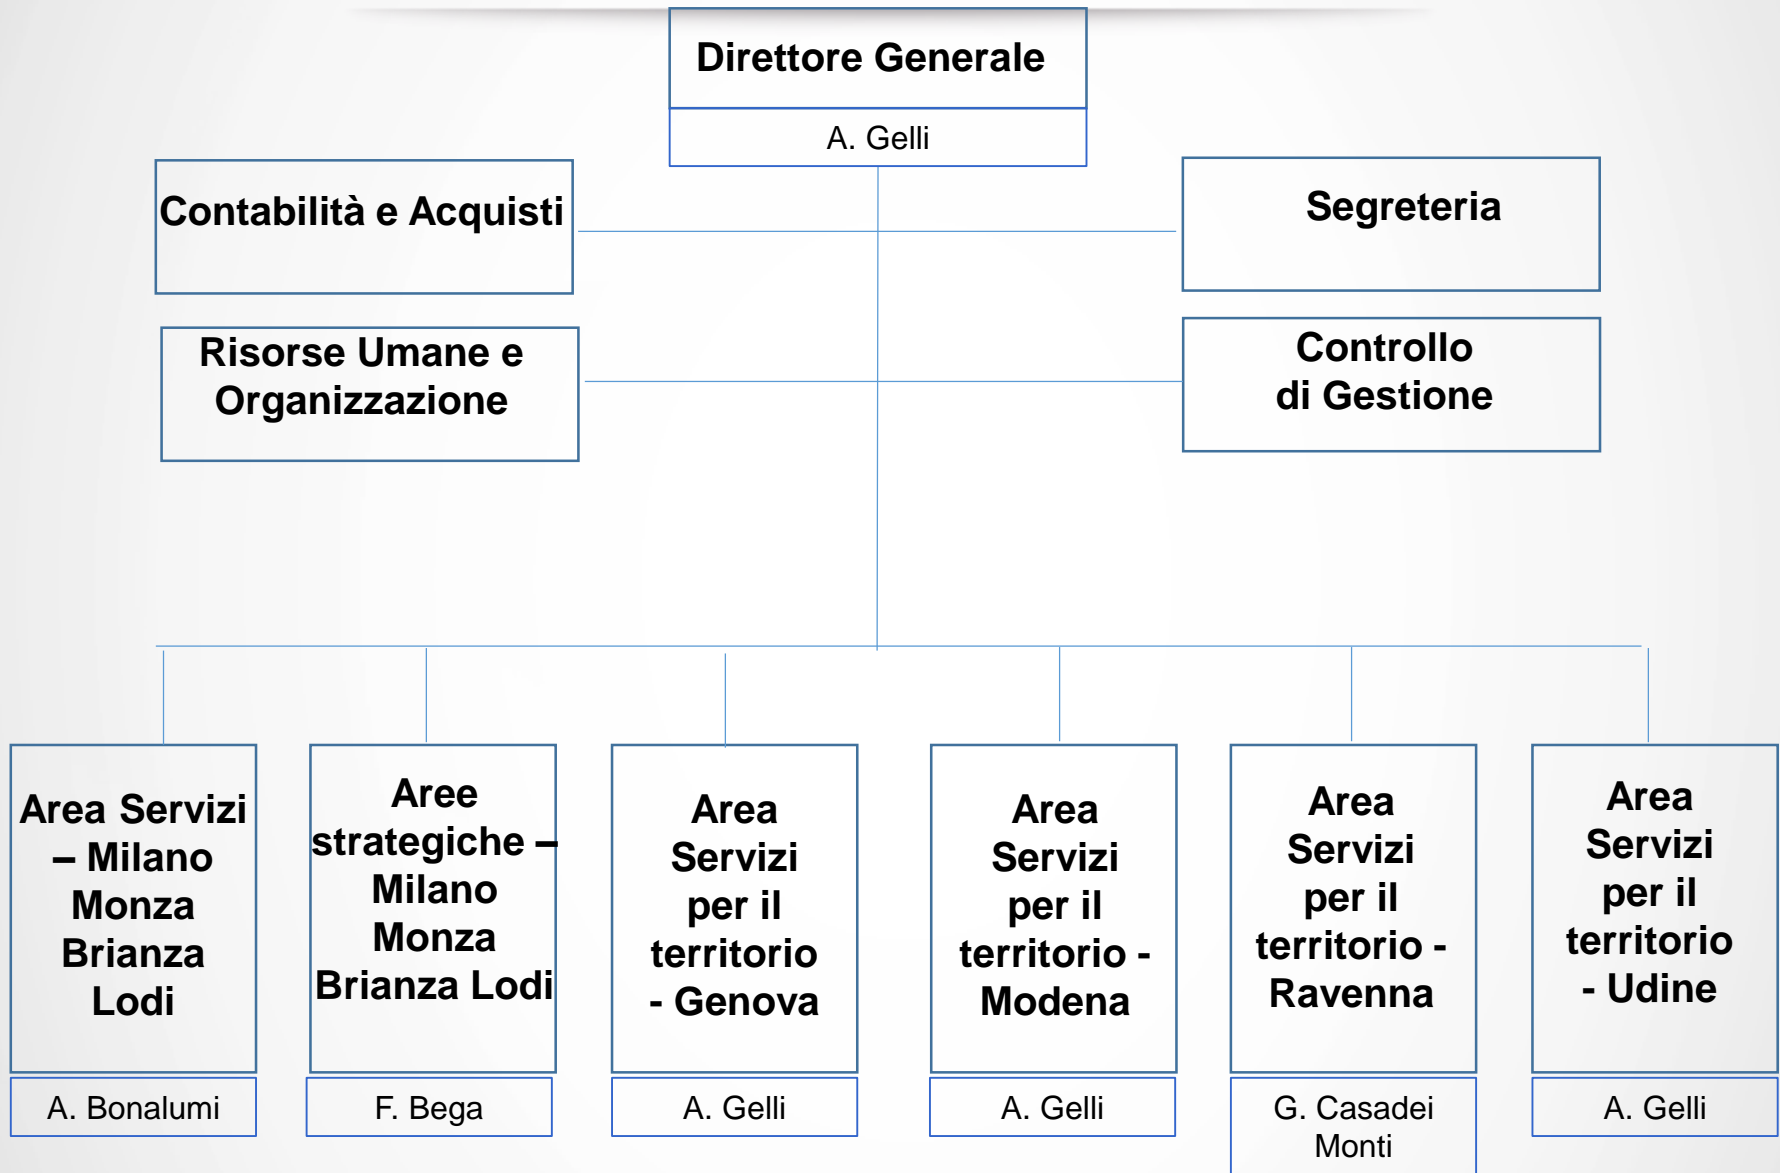 Direttore Generale
A. Gelli
Contabilità e Acquisti
Segreteria
Risorse Umane e
Organizzazione
Controllo
di Gestione
Area Servizi
– Milano
Monza
Brianza
Lodi
A. Bonalumi
Aree
strategiche –
Milano
Monza
Brianza Lodi
F. Bega
Area
Servizi
per il
territorio
- Genova
A. Gelli
Area
Servizi
per il
territorio -
Modena
A. Gelli
Area
Servizi
per il
territorio -
Ravenna
G. Casadei
Monti
Area
Servizi
per il
territorio
- Udine
A. Gelli